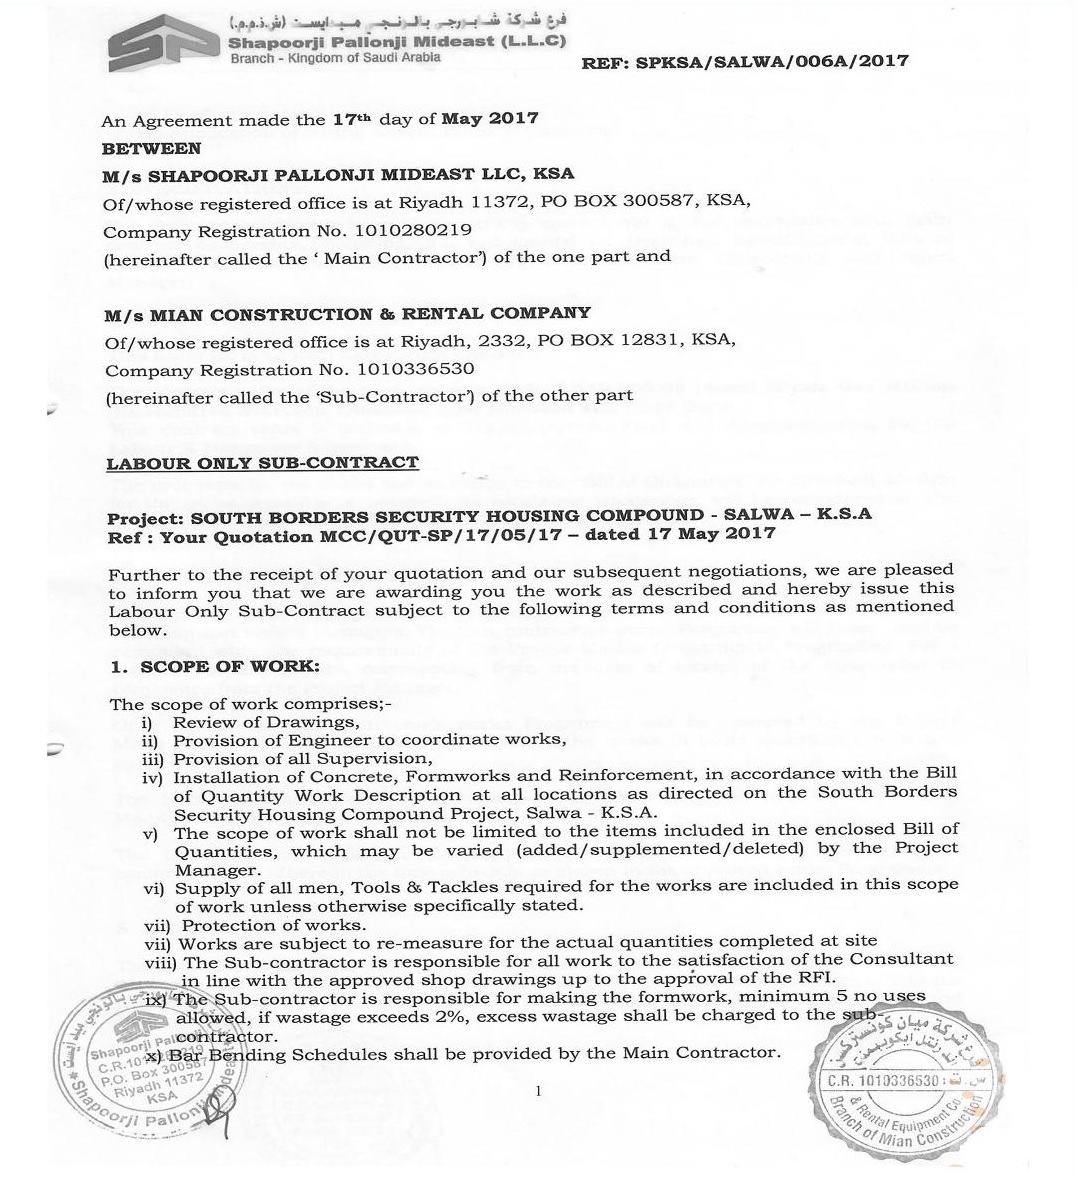 فرع شركة شابورجي بالونجي ميدايست (ش.ذ.م.م)
Shapoorji Pallonji Mideast (L.L.C)
Branch - Kingdom of Saudi Arabia
REF: SPKSA/SALWA/006A/2017
An Agreement made the 17th day of May 2017
BETWEEN
M/s SHAPOORJI PALLONJI MIDEAST LLC, KSA
Of/whose registered office is at Riyadh 11372, PO BOX 300587, KSA,
Company Registration No. 1010280219
(hereinafter called the ‘ Main Contractor’) of the one part and
M/s MIAN CONSTRUCTION & RENTAL COMPANY
Of/whose registered office is at Riyadh, 2332, PO BOX 12831, KSA,
Company Registration No. 1010336530
(hereinafter called the ‘Sub-Contractor’) of the other part
LABOUR ONLY SUB-CONTRACT
Project: SOUTH BORDERS SECURITY HOUSING COMPOUND - SALWA – K.S.A
Ref : Your Quotation MCC/QUT-SP/17/05/17 – dated 17 May 2017
Further to the receipt of your quotation and our subsequent negotiations, we are pleased
to inform you that we are awarding you the work as described and hereby issue this
Labour Only Sub-Contract subject to the following terms and conditions as mentioned
below.
1. SCOPE OF WORK:
The scope of work comprises;-
i) Review of Drawings,
ii) Provision of Engineer to coordinate works,
iii) Provision of all Supervision,
iv) Installation of Concrete, Formworks and Reinforcement, in accordance with the Bill
of Quantity Work Description at all locations as directed on the South Borders
Security Housing Compound Project, Salwa - K.S.A.
v) The scope of work shall not be limited to the items included in the enclosed Bill of
Quantities, which may be varied (added/supplemented/deleted) by the Project
Manager.
vi) Supply of all men, Tools & Tackles required for the works are included in this scope
of work unless otherwise specifically stated.
vii) Protection of works.
vii) Works are subject to re-measure for the actual quantities completed at site
viii) The Sub-contractor is responsible for all work to the satisfaction of the Consultant
in line with the approved shop drawings up to the approval of the RFI.
ix) The Sub-contractor is responsible for making the formwork, minimum 5 no uses
allowed, if wastage exceeds 2%, excess wastage shall be charged to the sub-
contractor.
x) Bar Bending Schedules shall be provided by the Main Contractor.
Shapoorji Pallonji
C.R. 1010280219
P.O. Box 300587
Riyadh 11372
KSA
Shapoorji Pallonji Mideast
C.R. 1010336530 : س.ت
& Rental Equipment Co.
Branch of Mian Construction
1